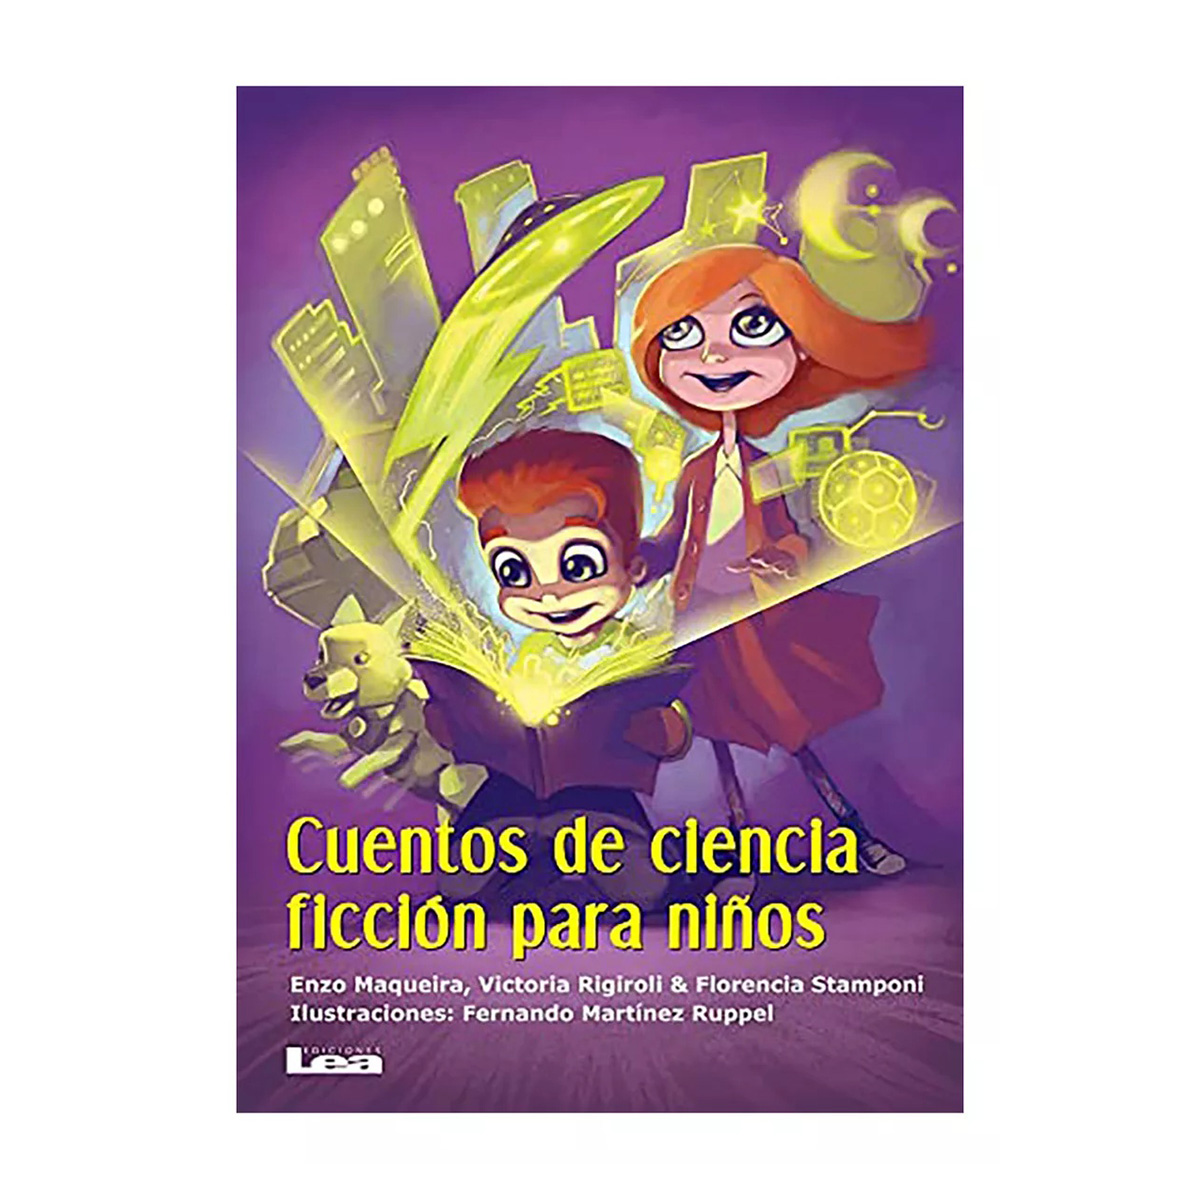 Cuentos de ciencia
ficción para niños
Enzo Maqueira, Victoria Rigiroli & Florencia Stamponi
Ilustraciones: Fernando Martínez Ruppel
EDICIONES
Lea